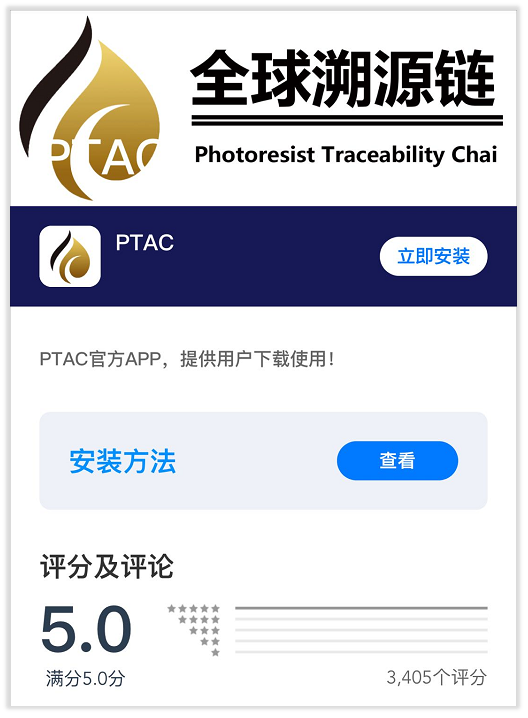 全球溯源链
PTAC
Photoresist Traceability Chai
PTAC
立即安装
PTAC官方APP，提供用户下载使用！
安装方法
查看
评分及评论
5.0
满分5.0分
3,405个评分